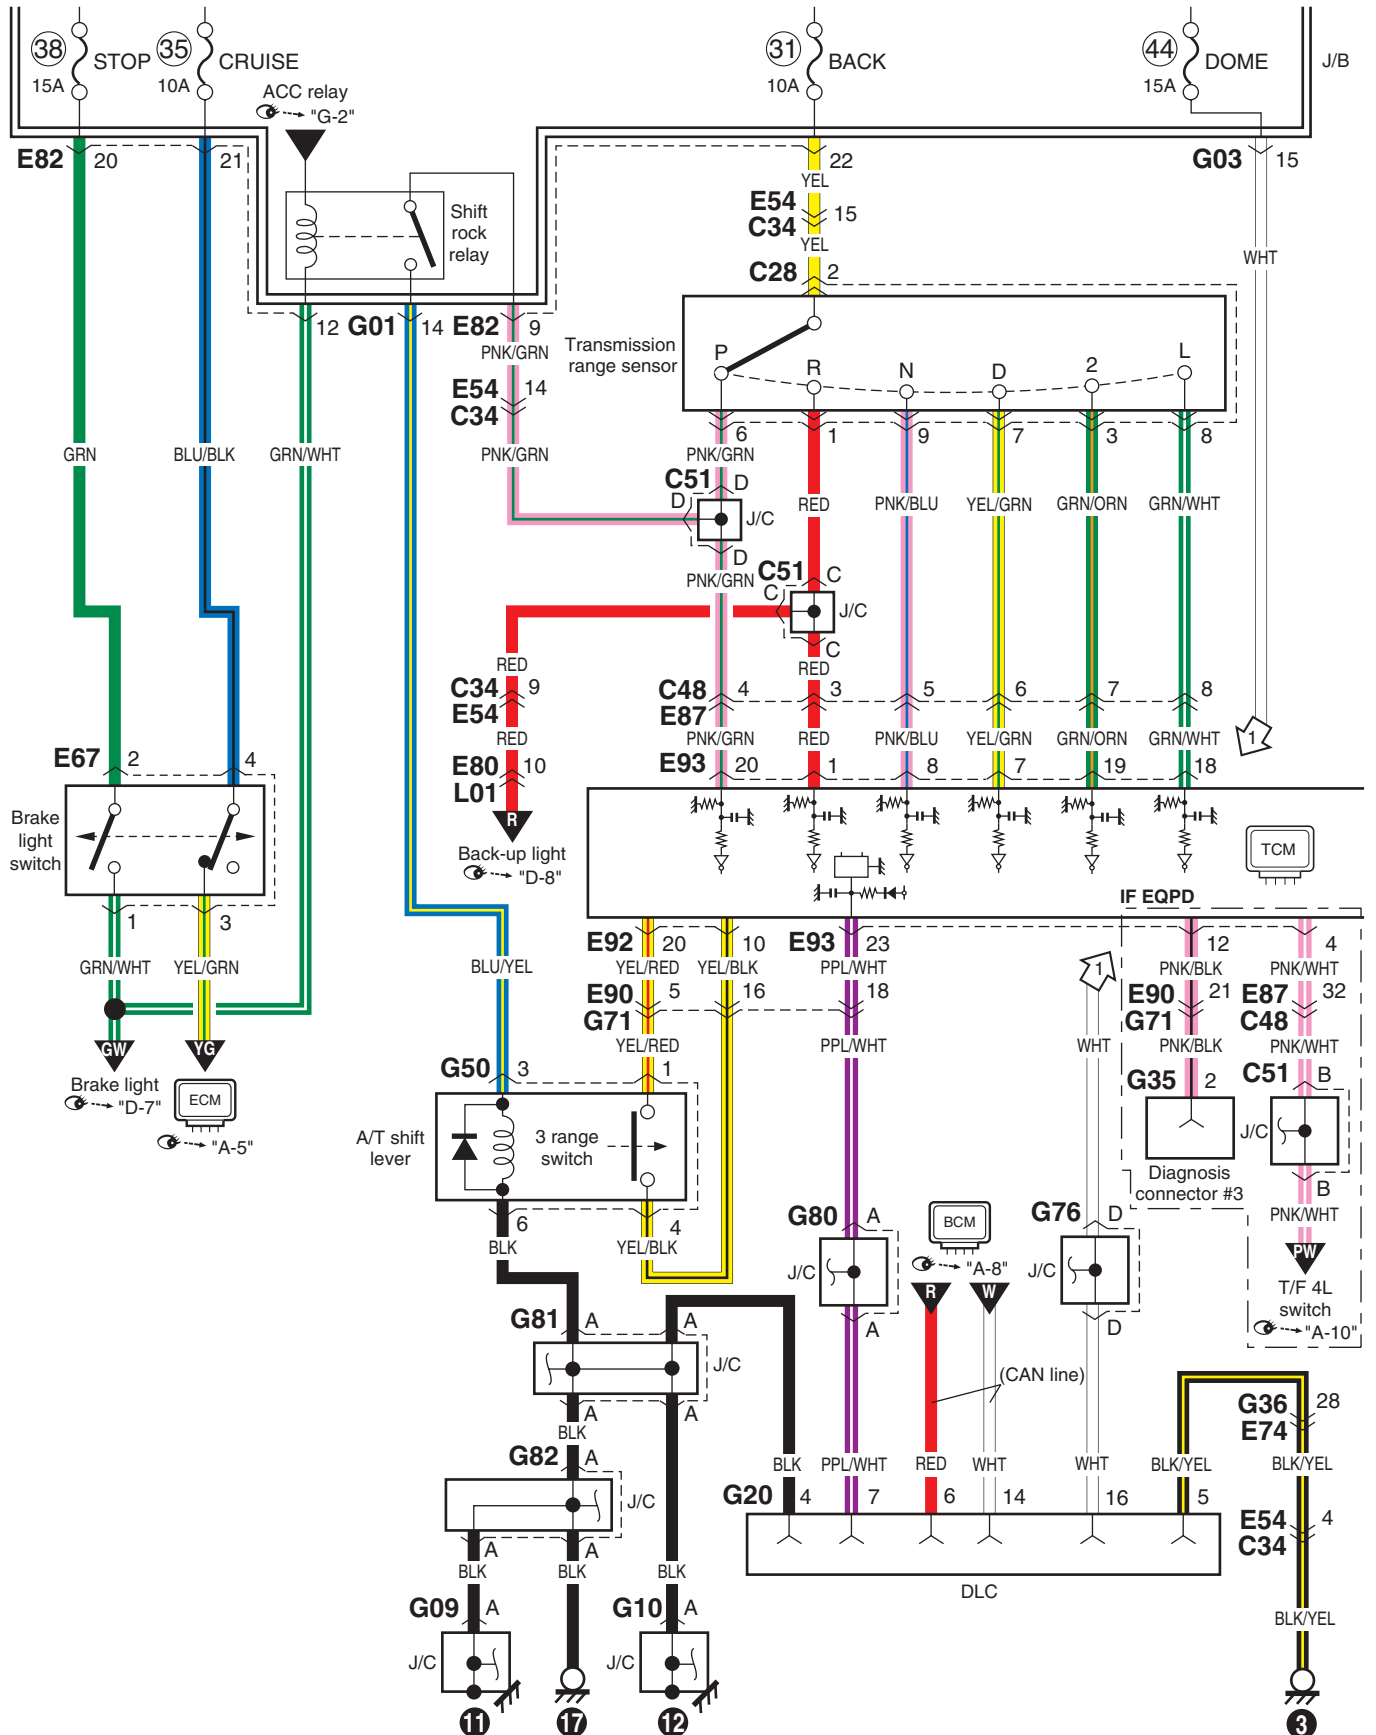 38 STOP 15A
35 CRUISE 10A
31 BACK 10A
44 DOME 15A
J/B
ACC relay
"G-2"
E82 20 21 22
G03 15
YEL
E54 15
C34
YEL
WHT
Shift
rock
relay
C28 2
12 G01 14 E82 9
PNK/GRN
Transmission
range sensor
P R N D 2 L
E54 14
C34
6 1 9 7 3 8
GRN BLU/BLK GRN/WHT PNK/GRN PNK/GRN
C51 D
D J/C
D
RED PNK/BLU YEL/GRN GRN/ORN GRN/WHT
PNK/GRN
C51 C
C J/C
C
RED RED
C34 9
E54
C48 4 3 5 6 7 8
E87
RED PNK/GRN RED PNK/BLU YEL/GRN GRN/ORN GRN/WHT
1
E67 2 4
E80 10
L01
E93 20 1 8 7 19 18
R
Back-up light
"D-8"
Brake
light
switch
TCM
IF EQPD
1 3
E92 20 10 E93 23 12 4
GRN/WHT YEL/GRN BLU/YEL YEL/RED YEL/BLK PPL/WHT 1 PNK/BLK PNK/WHT
E90 5 16 18
G71
E90 21
G71
E87 32
C48
GW YG
YEL/RED PPL/WHT WHT PNK/BLK PNK/WHT
Brake light
"D-7"
ECM
"A-5"
G50 3 1
G35 2
C51 B
J/C
B
A/T shift
lever
3 range
switch
Diagnosis
connector #3
6 4
BLK YEL/BLK
PNK/WHT
PW
T/F 4L
switch
"A-10"
G80 A
J/C
A
BCM
"A-8"
R W
G76 D
J/C
D
G81 A A
J/C
A A
(CAN line)
BLK
G82 A
J/C
A A
G36 28
E74
BLK PPL/WHT RED WHT WHT BLK/YEL BLK/YEL
G20 4 7 6 14 16 5
E54 4
C34
DLC
BLK BLK BLK
BLK/YEL
G09 A G10 A
J/C J/C
11 17 12 3